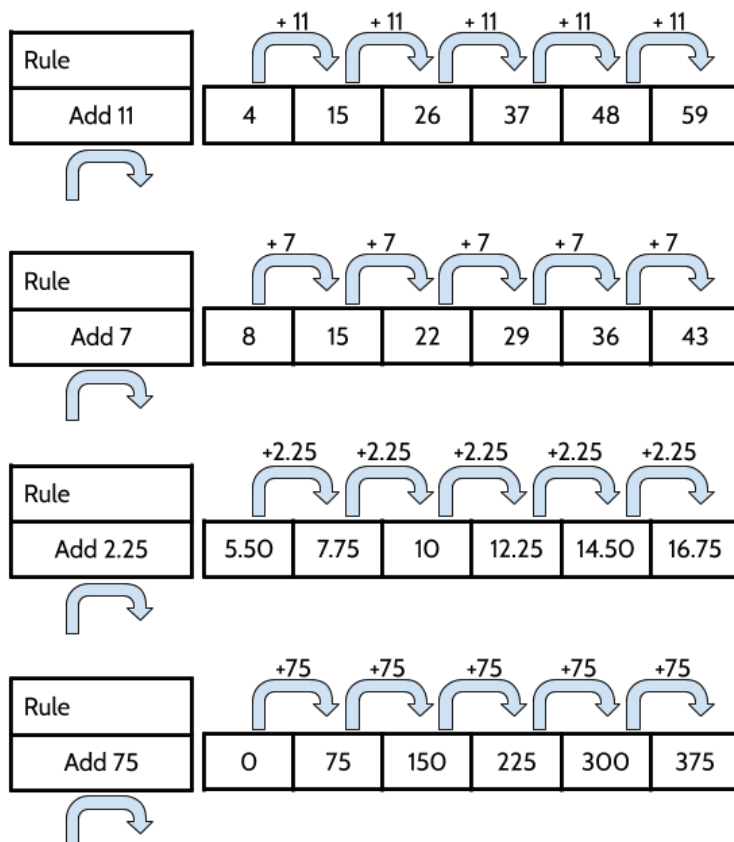 + 11 + 11 + 11 + 11 + 11
Rule
Add 11 4 15 26 37 48 59
+ 7 + 7 + 7 + 7 + 7
Rule
Add 7 8 15 22 29 36 43
+2.25 +2.25 +2.25 +2.25 +2.25
Rule
Add 2.25 5.50 7.75 10 12.25 14.50 16.75
+75 +75 +75 +75 +75
Rule
Add 75 0 75 150 225 300 375